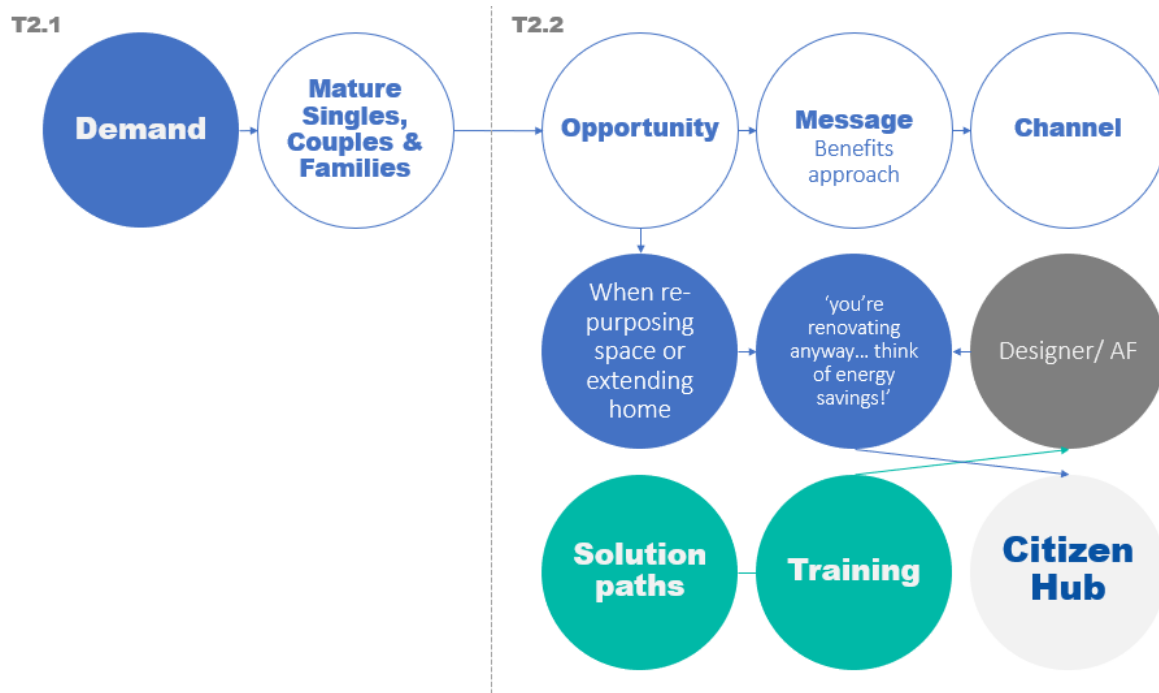 T2.1
T2.2
Demand
Mature
Singles,
Couples &
Families
Opportunity
Message
Benefits
approach
Channel
When re-
purposing
space or
extending
home
‘you’re
renovating
anyway... think
of energy
savings!’
Designer/ AF
Solution
paths
Training
Citizen
Hub